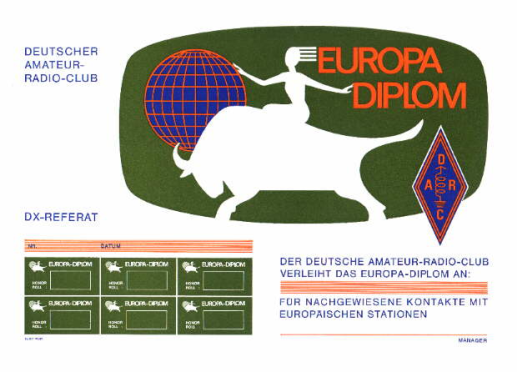 DEUTSCHER
AMATEUR-
RADIO-CLUB
EUROPA
DIPLOM
D
A R
C
DX-REFERAT
NR. DATUM
EUROPA-DIPLOM EUROPA-DIPLOM EUROPA-DIPLOM
HONOR HONOR HONOR
ROLL ROLL ROLL
EUROPA-DIPLOM EUROPA-DIPLOM EUROPA-DIPLOM
HONOR HONOR HONOR
ROLL ROLL ROLL
DER DEUTSCHE AMATEUR-RADIO-CLUB
VERLEIHT DAS EUROPA-DIPLOM AN:
FÜR NACHGEWIESENE KONTAKTE MIT
EUROPÄISCHEN STATIONEN
MANAGER